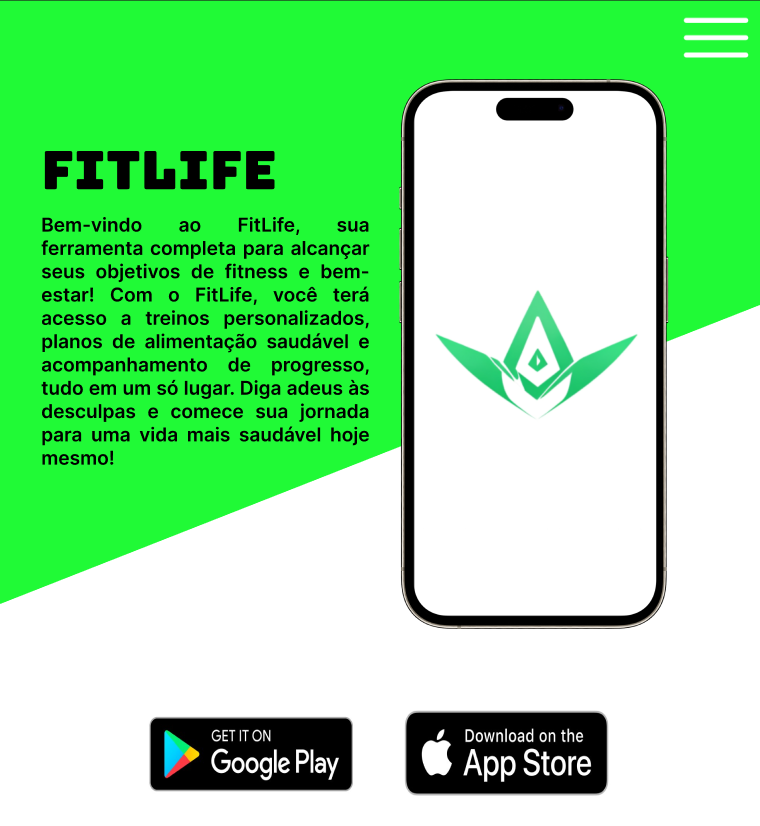 FITLIFE
Bem-vindo ao FitLife, sua
ferramenta completa para alcançar
seus objetivos de fitness e bem-
estar! Com o FitLife, você terá
acesso a treinos personalizados,
planos de alimentação saudável e
acompanhamento de progresso,
tudo em um só lugar. Diga adeus às
desculpas e comece sua jornada
para uma vida mais saudável hoje
mesmo!
GET IT ON
Google Play
Download on the
App Store